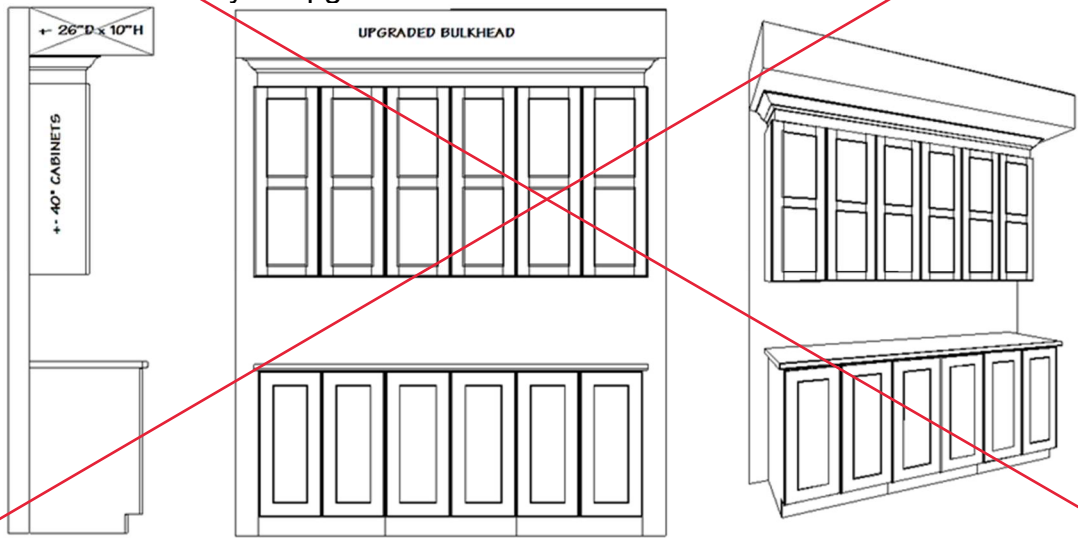 +- 26"D x 10"H
UPGRADED BULKHEAD
+- 40" CABINETS